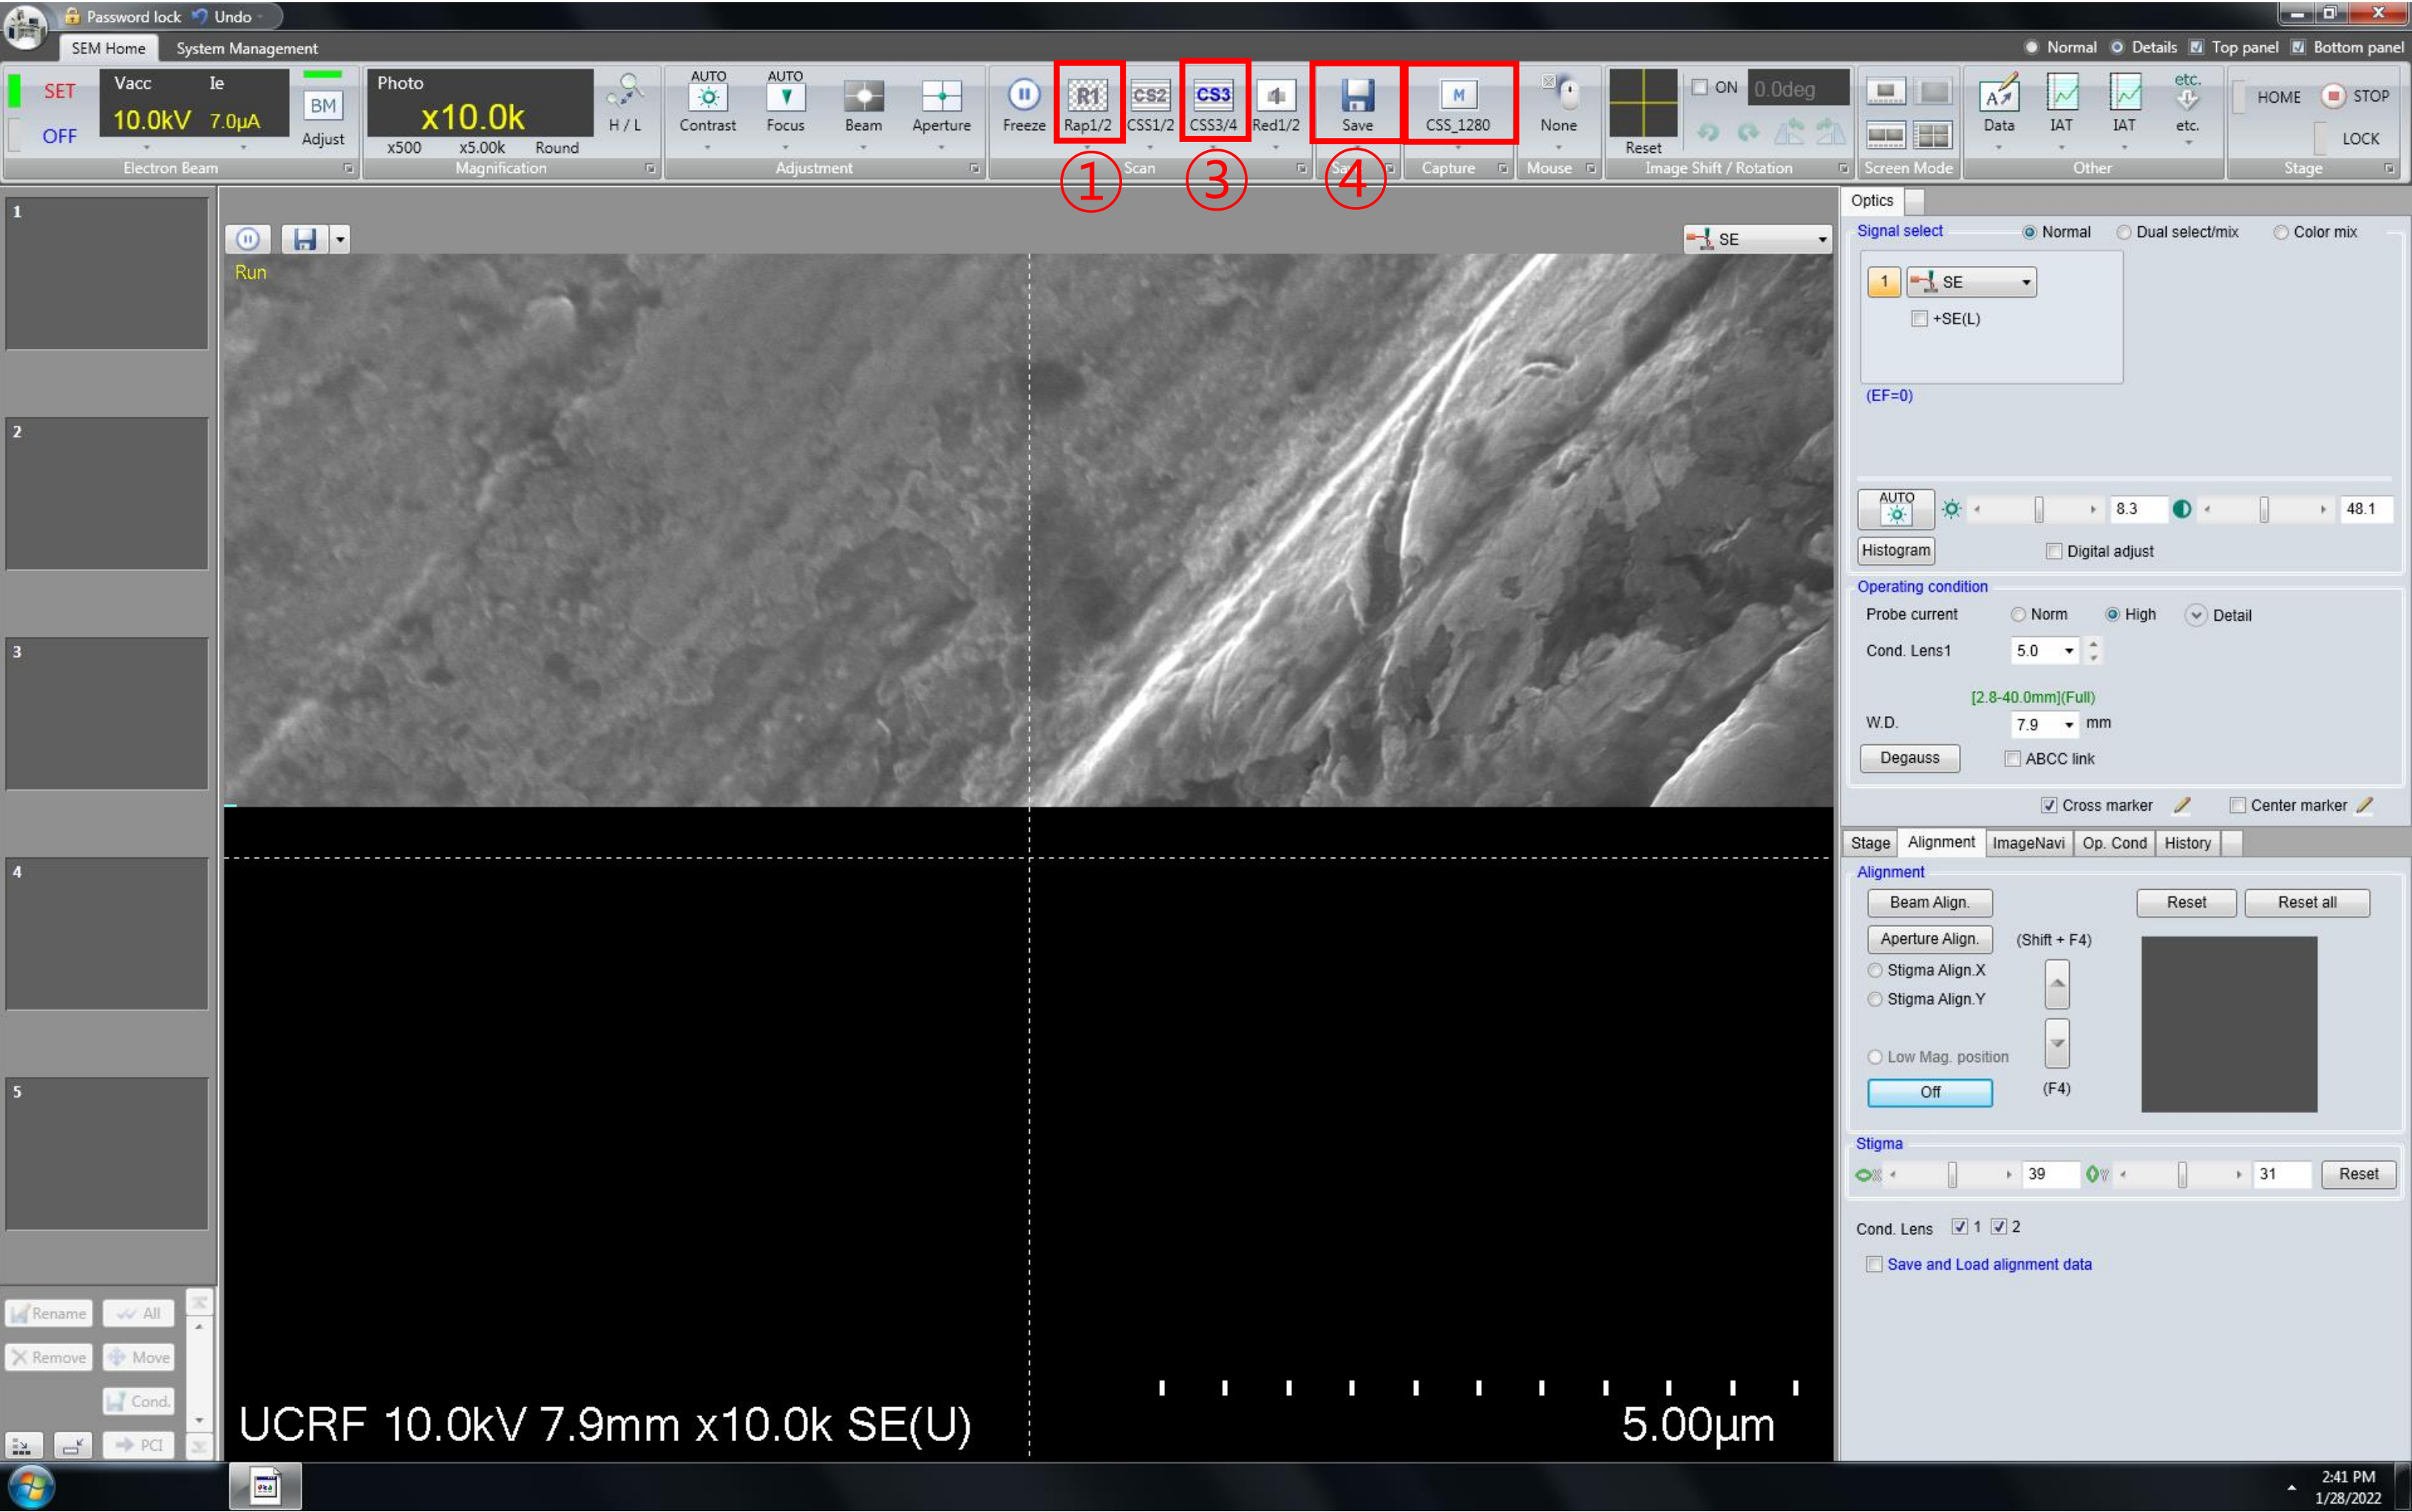 Password lock Undo
SEM Home System Management Normal Details Top panel Bottom panel
SET OFF Vacc Ie 10.0kV 7.0µA BM Adjust
Electron Beam
Photo x10.0k x500 x5.00k Round H / L
Magnification
AUTO Contrast AUTO Focus Beam Aperture
Adjustment
Freeze R1 Rap1/2 CS2 CSS1/2 CS3 CSS3/4 4 Red1/2
Scan
Save
M CSS_1280
Capture
None
Mouse
Reset ON 0.0deg
Image Shift / Rotation
Screen Mode
Data IAT IAT etc. etc.
Other
HOME STOP LOCK
Stage
① ③ ④
1
2
3
4
5
Rename All
Remove Move
Cond.
PCI
SE
Run
UCRF 10.0kV 7.9mm x10.0k SE(U) 5.00µm
Optics
Signal select Normal Dual select/mix Color mix
1 SE
+SE(L)
(EF=0)
AUTO 8.3 48.1
Histogram Digital adjust
Operating condition
Probe current Norm High Detail
Cond. Lens1 5.0
[2.8-40.0mm](Full)
W.D. 7.9 mm
Degauss ABCC link
Cross marker Center marker
Stage Alignment ImageNavi Op. Cond History
Alignment
Beam Align. Reset Reset all
Aperture Align. (Shift + F4)
Stigma Align.X
Stigma Align.Y
Low Mag. position
Off (F4)
Stigma
X 39 Y 31 Reset
Cond. Lens 1 2
Save and Load alignment data
2:41 PM
1/28/2022